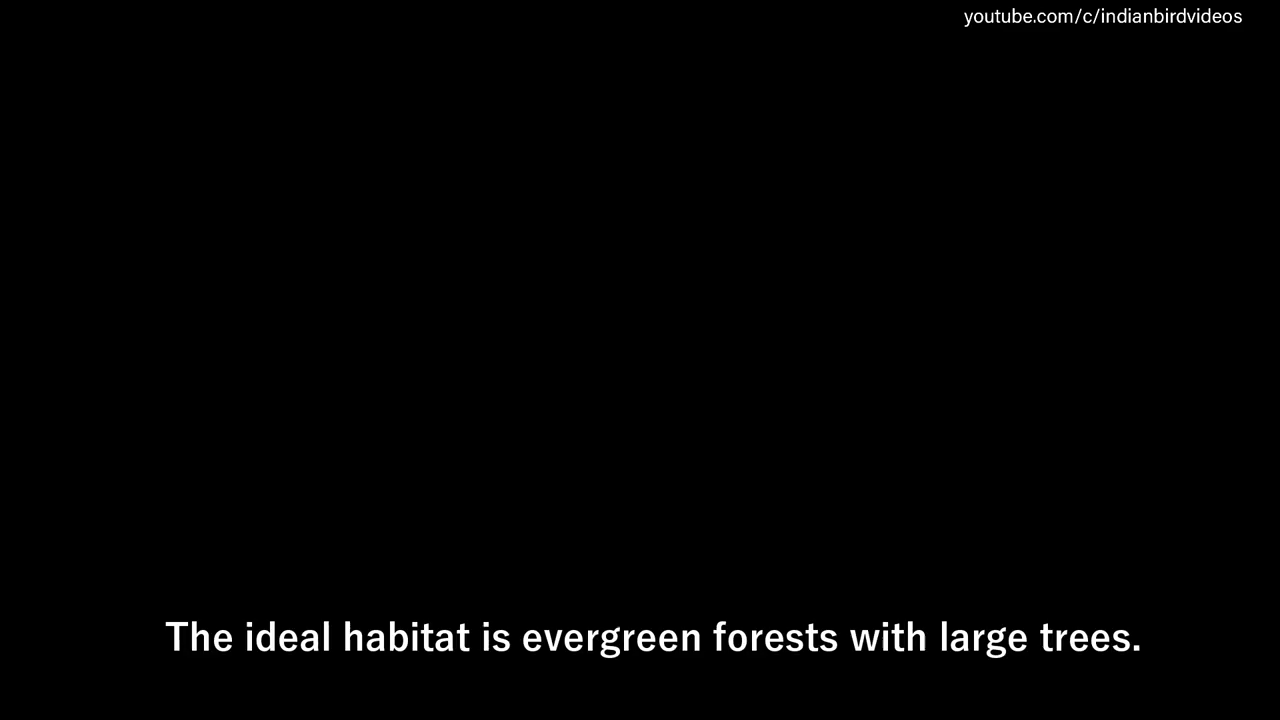 youtube.com/c/indianbirdvideos
The ideal habitat is evergreen forests with large trees.